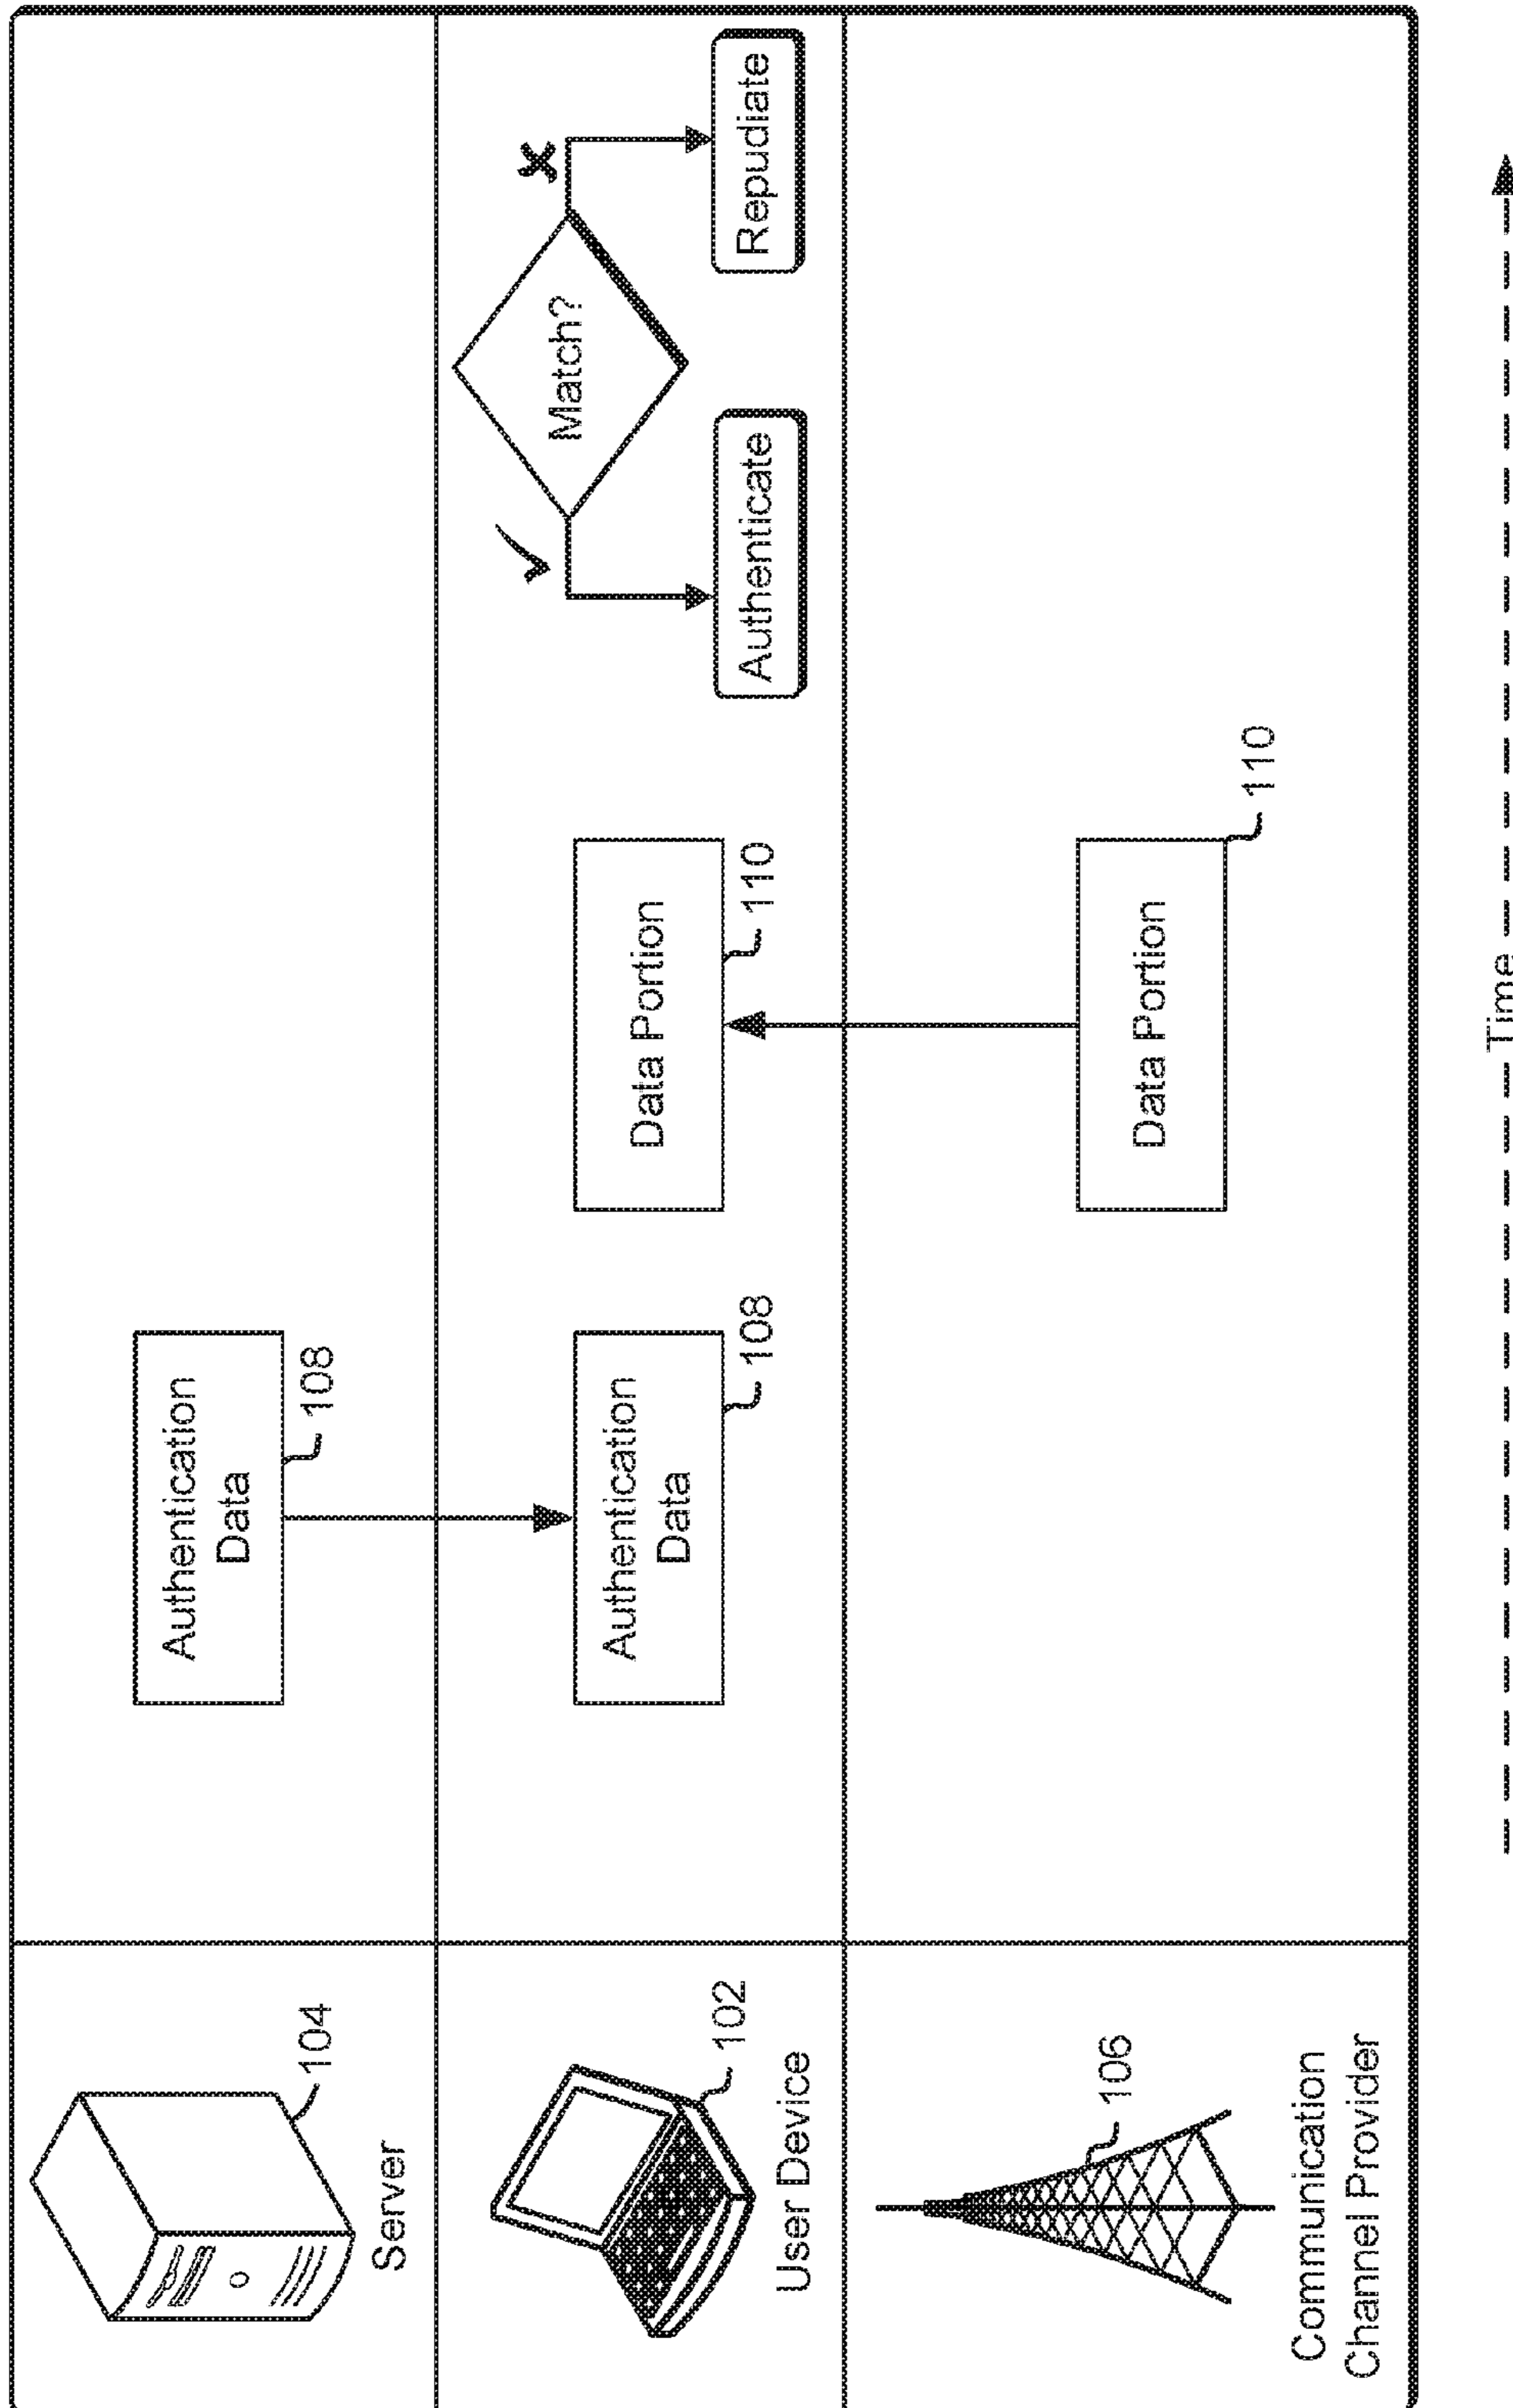 104
Server
Authentication
Data
108
102
User Device
Authentication
Data
108
Data Portion
110
Match?
Authenticate
Repudiate
106
Communication
Channel Provider
Data Portion
110
Time